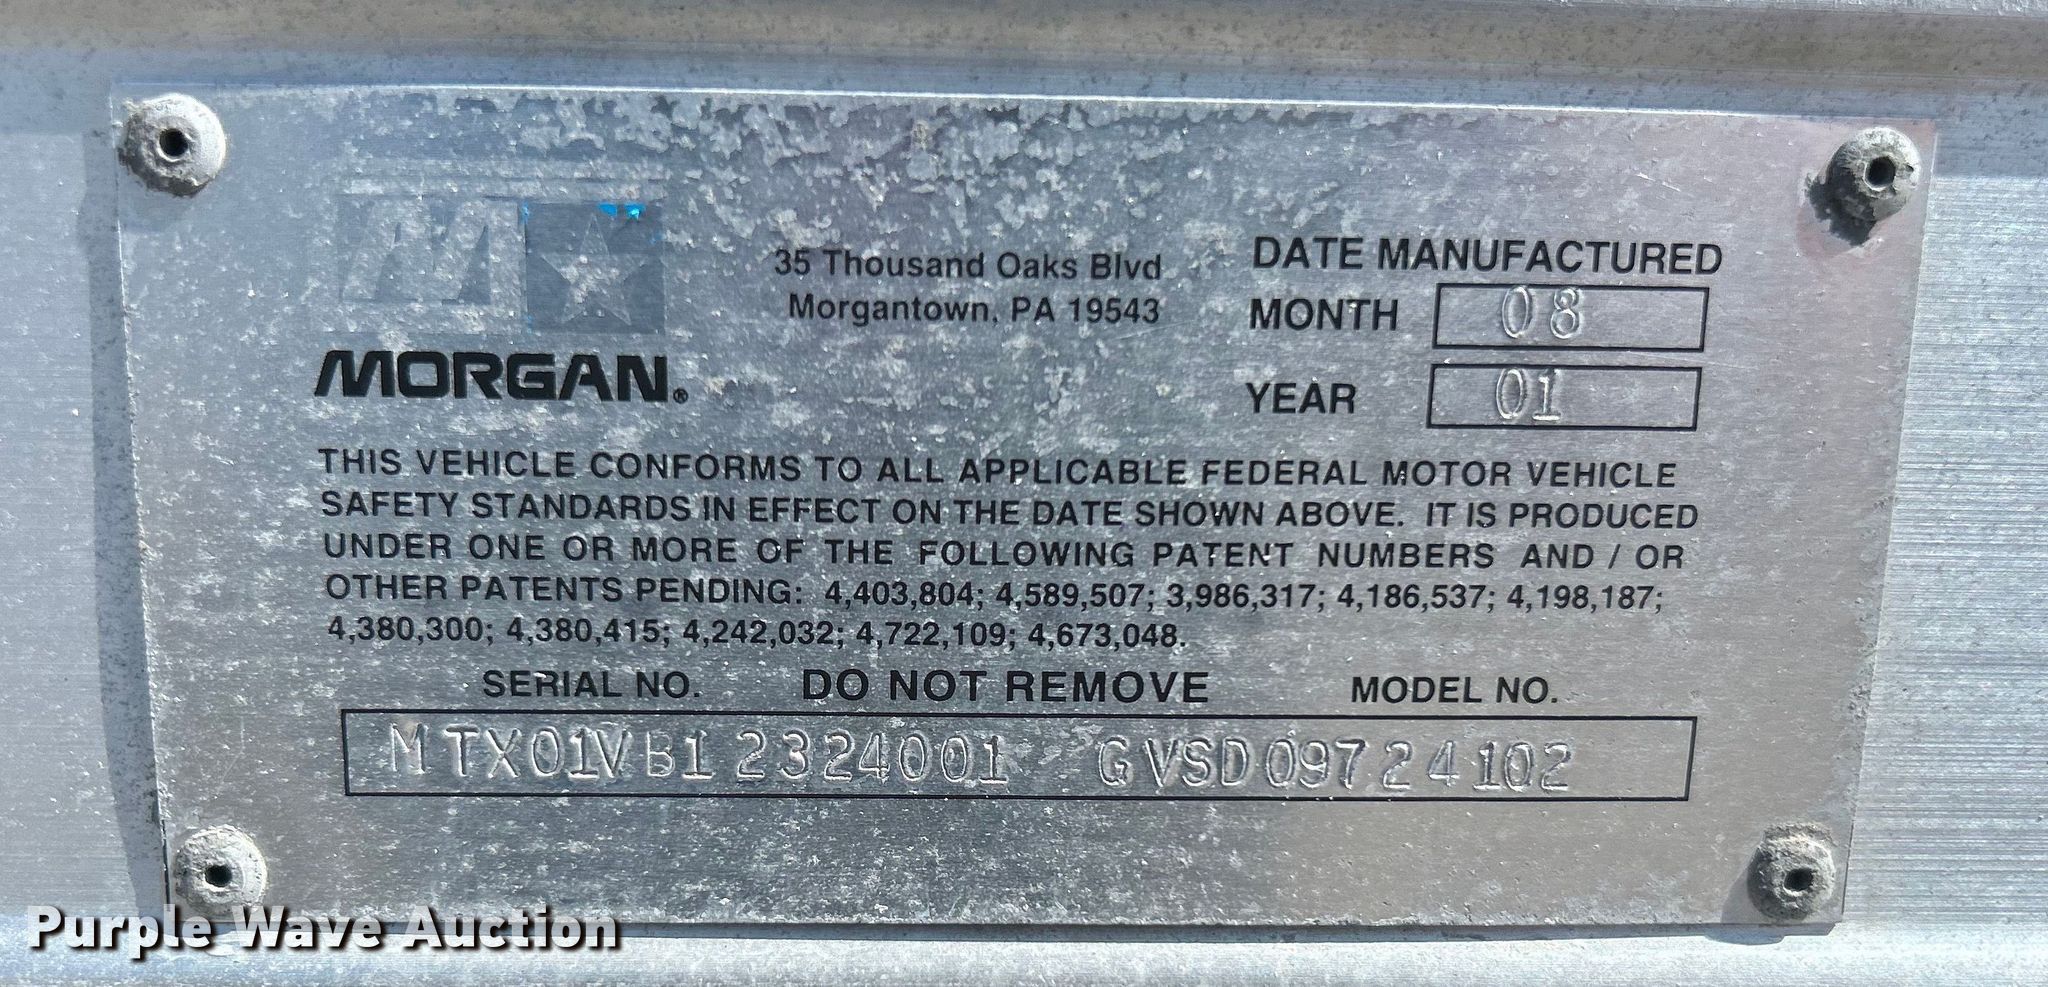 35 Thousand Oaks Blvd
Morgantown, PA 19543
MORGAN®
DATE MANUFACTURED
MONTH 08
YEAR 01
THIS VEHICLE CONFORMS TO ALL APPLICABLE FEDERAL MOTOR VEHICLE
SAFETY STANDARDS IN EFFECT ON THE DATE SHOWN ABOVE. IT IS PRODUCED
UNDER ONE OR MORE OF THE FOLLOWING PATENT NUMBERS AND / OR
OTHER PATENTS PENDING: 4,403,804; 4,589,507; 3,986,317; 4,186,537; 4,198,187;
4,380,300; 4,380,415; 4,242,032; 4,722,109; 4,673,048.
SERIAL NO. DO NOT REMOVE MODEL NO.
MTX01VB12324001 GVSD09724102
Purple Wave Auction